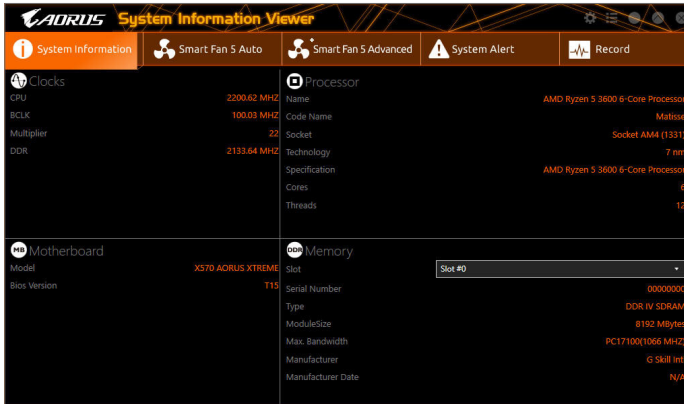 AORUS System Information Viewer
System Information
Smart Fan 5 Auto
Smart Fan 5 Advanced
System Alert
Record
Clocks
CPU 2200.62 MHZ
BCLK 100.03 MHZ
Multiplier 22
DDR 2133.64 MHZ
Processor
Name AMD Ryzen 5 3600 6-Core Processor
Code Name Matisse
Socket Socket AM4 (1331)
Technology 7 nm
Specification AMD Ryzen 5 3600 6-Core Processor
Cores 6
Threads 12
MB Motherboard
Model X570 AORUS XTREME
Bios Version T15
DDR Memory
Slot Slot #0
Serial Number 00000000
Type DDR IV SDRAM
ModuleSize 8192 MBytes
Max. Bandwidth PC17100(1066 MHZ)
Manufacturer G Skill Intl
Manufacturer Date N/A